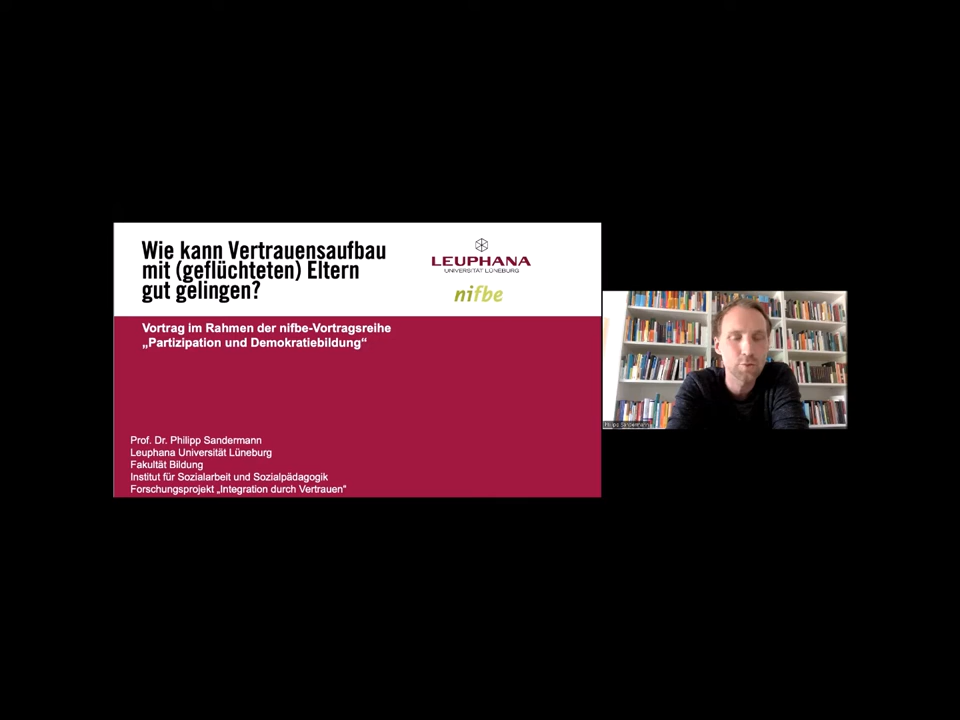 Wie kann Vertrauensaufbau
mit (geflüchteten) Eltern
gut gelingen?
LEUPHANA
UNIVERSITÄT LÜNEBURG
nifbe
Vortrag im Rahmen der nifbe-Vortragsreihe
„Partizipation und Demokratiebildung“
Prof. Dr. Philipp Sandermann
Leuphana Universität Lüneburg
Fakultät Bildung
Institut für Sozialarbeit und Sozialpädagogik
Forschungsprojekt „Integration durch Vertrauen“
Philipp Sandermann